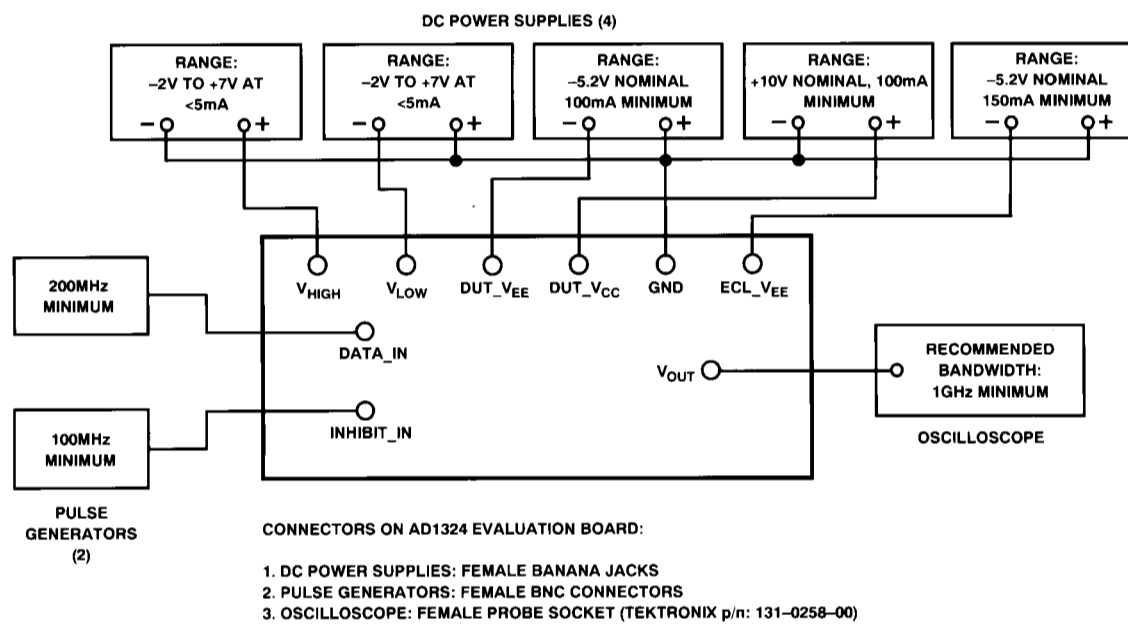 DC POWER SUPPLIES (4)
RANGE:
–2V TO +7V AT
<5mA
– +
RANGE:
–2V TO +7V AT
<5mA
– +
RANGE:
–5.2V NOMINAL
100mA MINIMUM
– +
RANGE:
+10V NOMINAL, 100mA
MINIMUM
– +
RANGE:
–5.2V NOMINAL
150mA MINIMUM
– +
VHIGH
VLOW
DUT_VEE
DUT_VCC
GND
ECL_VEE
200MHz
MINIMUM
DATA_IN
100MHz
MINIMUM
INHIBIT_IN
PULSE
GENERATORS
(2)
VOUT
RECOMMENDED
BANDWIDTH:
1GHz MINIMUM
OSCILLOSCOPE
CONNECTORS ON AD1324 EVALUATION BOARD:
1. DC POWER SUPPLIES: FEMALE BANANA JACKS
2. PULSE GENERATORS: FEMALE BNC CONNECTORS
3. OSCILLOSCOPE: FEMALE PROBE SOCKET (TEKTRONIX p/n: 131–0258–00)